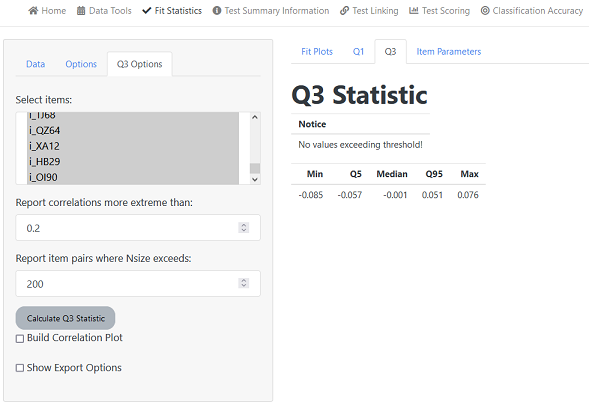 Home Data Tools Fit Statistics Test Summary Information Test Linking Test Scoring Classification Accuracy
Data Options Q3 Options
Select items:
i_TJ68
i_QZ64
i_XA12
i_HB29
i_OI90
Report correlations more extreme than:
0.2
Report item pairs where Nsize exceeds:
200
Calculate Q3 Statistic
Build Correlation Plot
Show Export Options
Fit Plots Q1 Q3 Item Parameters
Q3 Statistic
Notice
No values exceeding threshold!
Min Q5 Median Q95 Max
-0.085 -0.057 -0.001 0.051 0.076